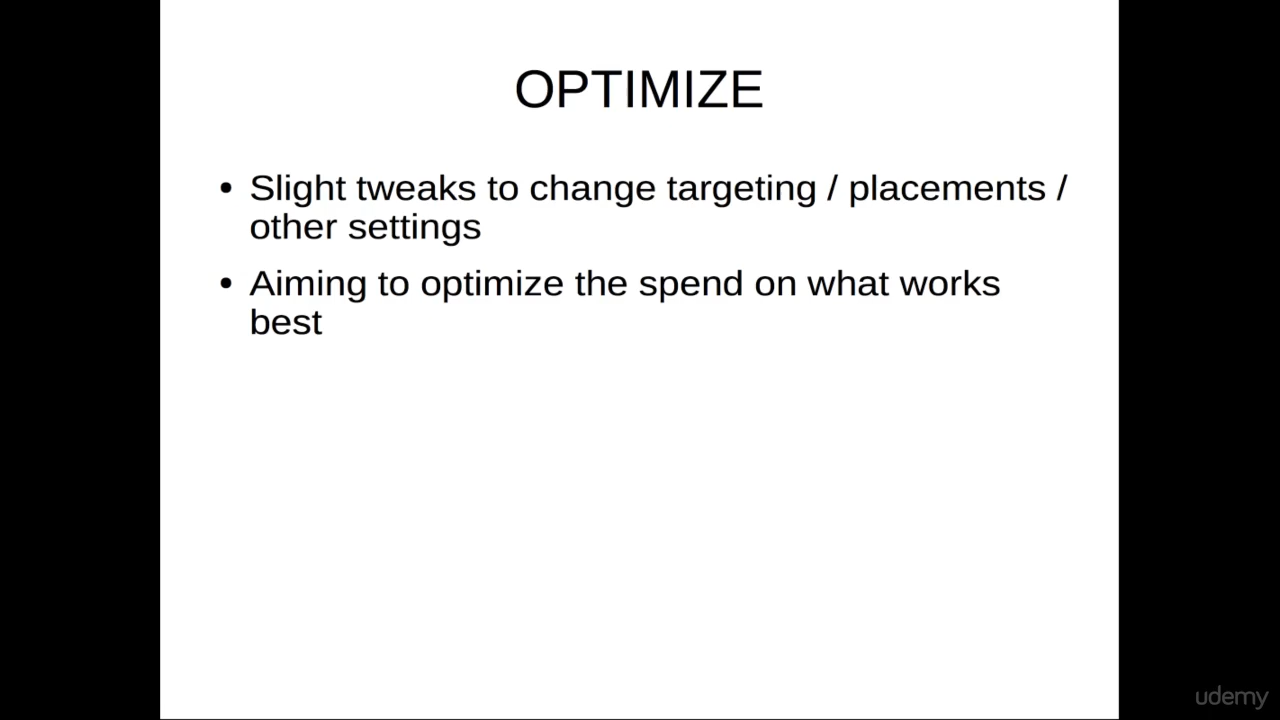 OPTIMIZE
• Slight tweaks to change targeting / placements /
other settings
• Aiming to optimize the spend on what works
best
udemy